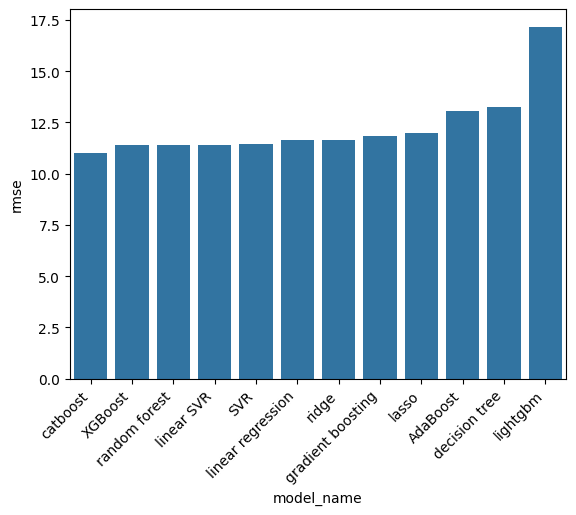 17.5
15.0
12.5
10.0
7.5
5.0
2.5
0.0
rmse
catboost
XGBoost
random forest
linear SVR
SVR
linear regression
ridge
gradient boosting
lasso
AdaBoost
decision tree
lightgbm
model_name